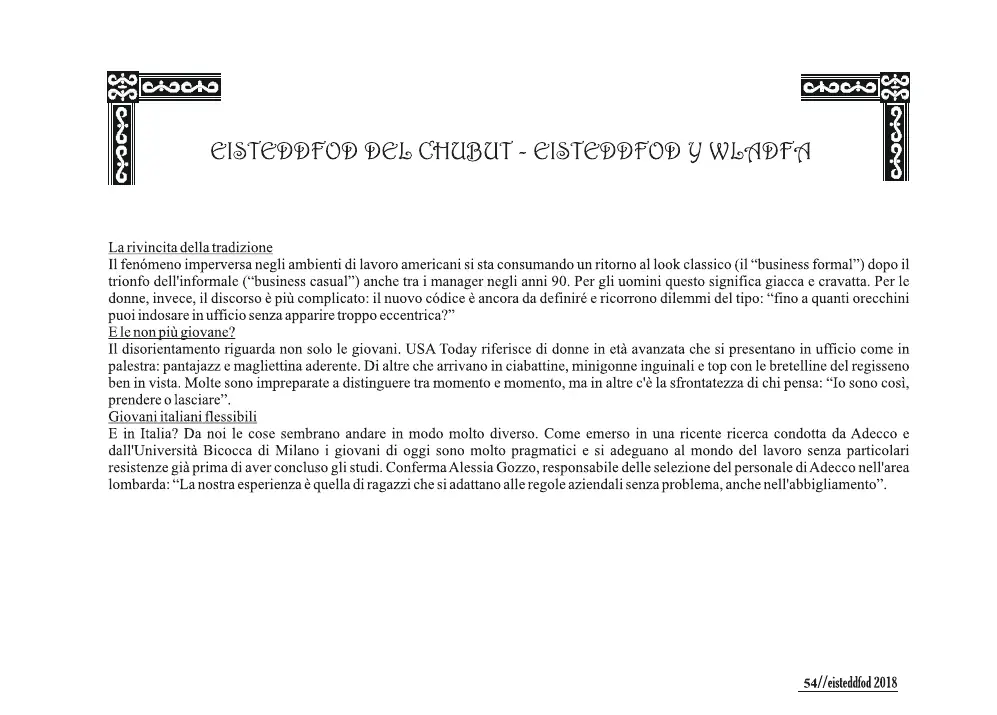 EISTEDDFOD DEL CHUBUT - EISTEDDFOD Y WLADFA
La rivincita della tradizione
Il fenómeno imperversa negli ambienti di lavoro americani si sta consumando un ritorno al look classico (il “business formal”) dopo il
trionfo dell'informale (“business casual”) anche tra i manager negli anni 90. Per gli uomini questo significa giacca e cravatta. Per le
donne, invece, il discorso è più complicato: il nuovo códice è ancora da definiré e ricorrono dilemmi del tipo: “fino a quanti orecchini
puoi indosare in ufficio senza apparire troppo eccentrica?”
E le non più giovane?
Il disorientamento riguarda non solo le giovani. USA Today riferisce di donne in età avanzata che si presentano in ufficio come in
palestra: pantajazz e magliettina aderente. Di altre che arrivano in ciabattine, minigonne inguinali e top con le bretelline del regisseno
ben in vista. Molte sono impreparate a distinguere tra momento e momento, ma in altre c'è la sfrontatezza di chi pensa: “Io sono così,
prendere o lasciare”.
Giovani italiani flessibili
E in Italia? Da noi le cose sembrano andare in modo molto diverso. Come emerso in una ricente ricerca condotta da Adecco e
dall'Università Bicocca di Milano i giovani di oggi sono molto pragmatici e si adeguano al mondo del lavoro senza particolari
resistenze già prima di aver concluso gli studi. Conferma Alessia Gozzo, responsabile delle selezione del personale di Adecco nell'area
lombarda: “La nostra esperienza è quella di ragazzi che si adattano alle regole aziendali senza problema, anche nell'abbigliamento”.
54//eisteddfod 2018